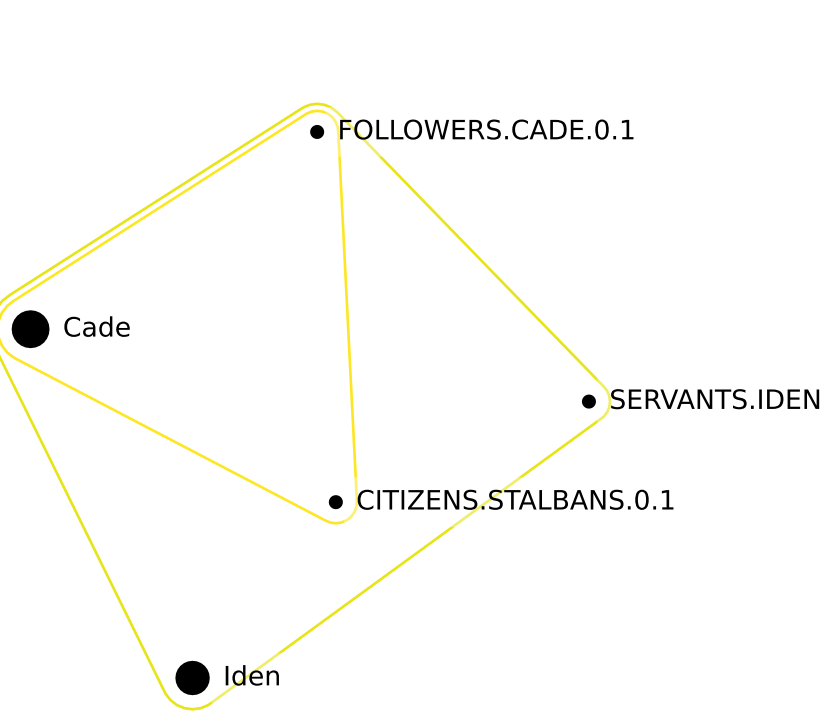 FOLLOWERS.CADE.0.1
Cade
SERVANTS.IDEN
CITIZENS.STALBANS.0.1
Iden